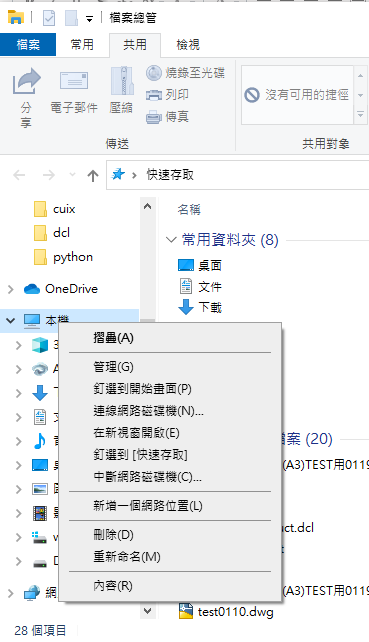 檔案總管
檔案 常用 共用 檢視
分享
電子郵件
壓縮
燒錄至光碟
列印
傳真
傳送
沒有可用的捷徑
共用對象
快速存取
cuix
dcl
python
OneDrive
本機
名稱
常用資料夾 (8)
桌面
文件
下載
摺疊(A)
管理(G)
釘選到開始畫面(P)
連線網路磁碟機(N)...
在新視窗開啟(E)
釘選到 [快速存取]
中斷網路磁碟機(C)...
新增一個網路位置(L)
刪除(D)
重新命名(M)
內容(R)
3
A
w
D
網
檔案 (20)
(A3)TEST用0119
uct.dcl
t
(A3)TEST用0119
test0110.dwg
28 個項目